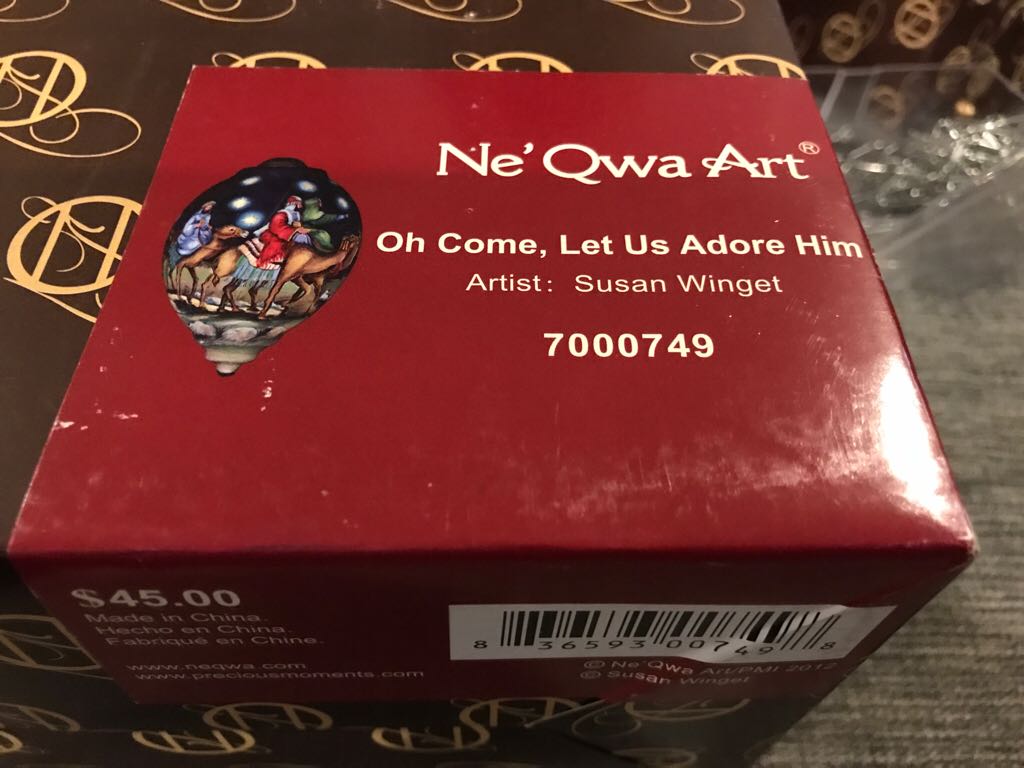 Ne'Qwa Art®
Oh Come, Let Us Adore Him
Artist: Susan Winget
7000749
$45.00
Made in China.
Hecho en China.
Fabriqué en Chine.
www.neqwa.com
www.preciousmoments.com
8 36593 00749 8
© Ne'Qwa Art/PMI 2012
© Susan Winget